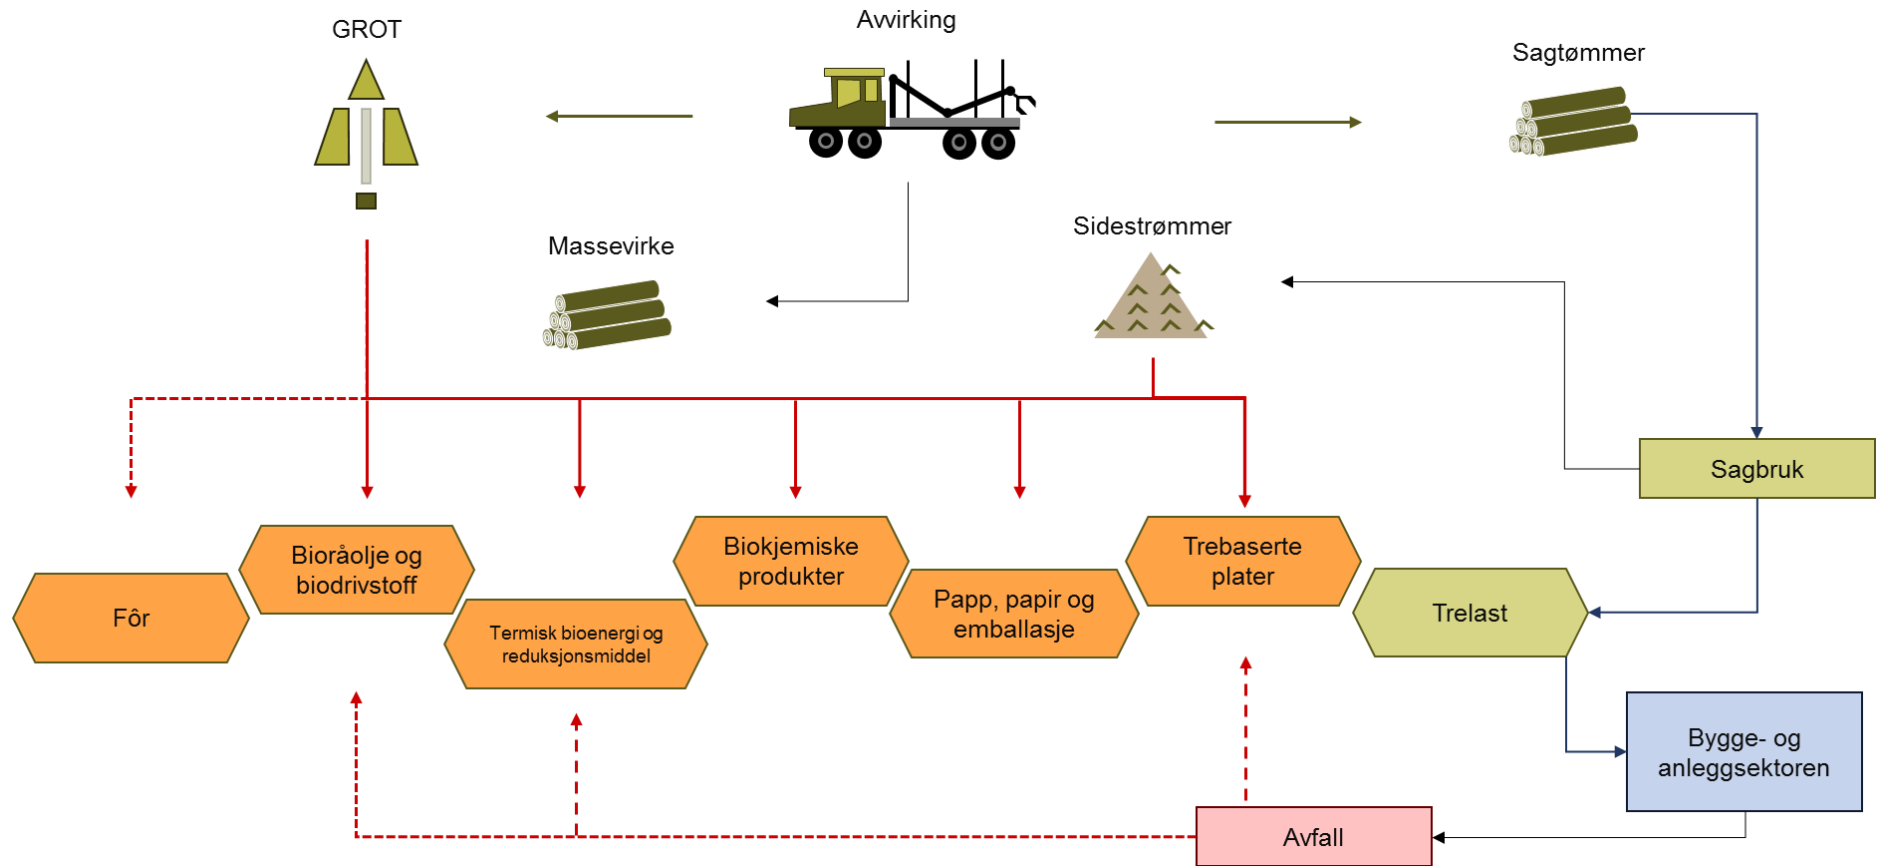 GROT
Avvirking
Sagtømmer
Massevirke
Sidestrømmer
Sagbruk
Fôr
Bioråolje og
biodrivstoff
Termisk bioenergi og
reduksjonsmiddel
Biokjemiske
produkter
Papp, papir og
emballasje
Trebaserte
plater
Trelast
Bygge- og
anleggsektoren
Avfall